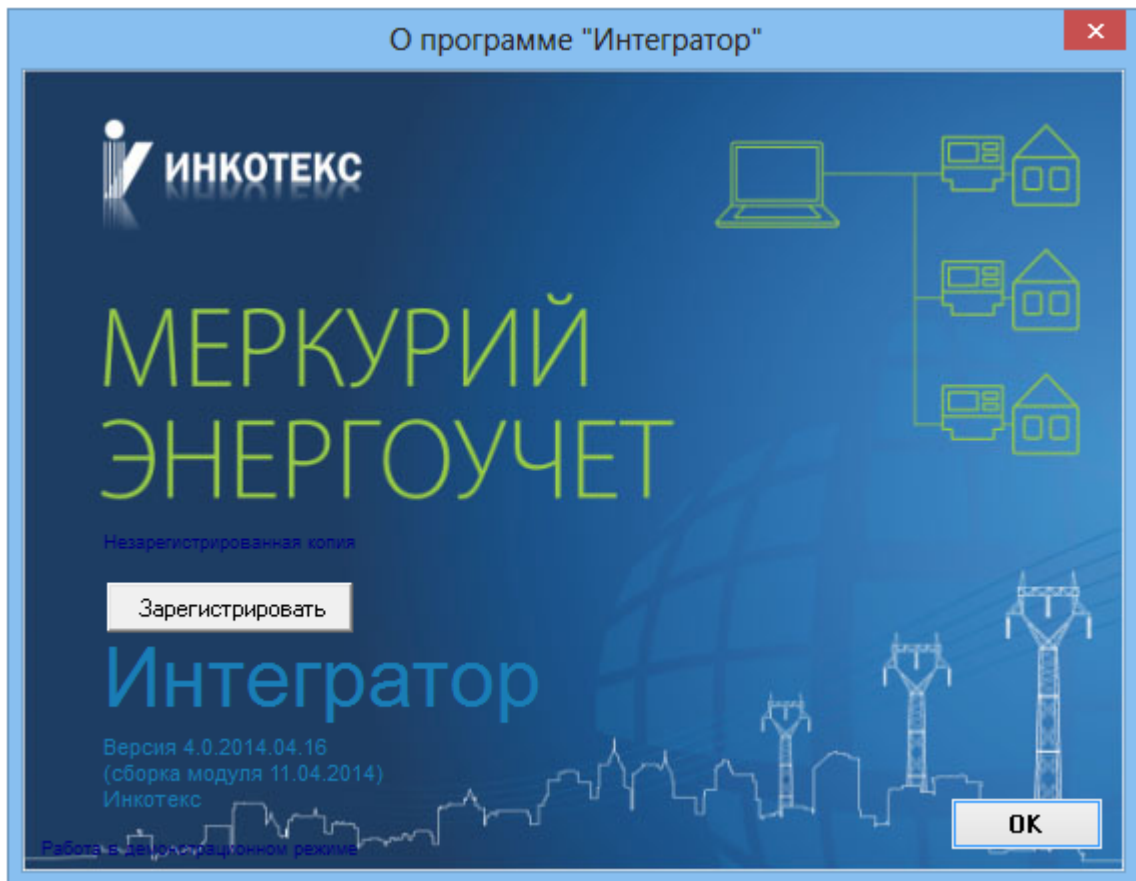 О программе "Интегратор"
ИНКОТЕКС
МЕРКУРИЙ
ЭНЕРГОУЧЕТ
Незарегистрированная копия
Зарегистрировать
Интегратор
Версия 4.0.2014.04.16
(сборка модуля 11.04.2014)
Инкотекс
Работа в демонстрационном режиме
OK